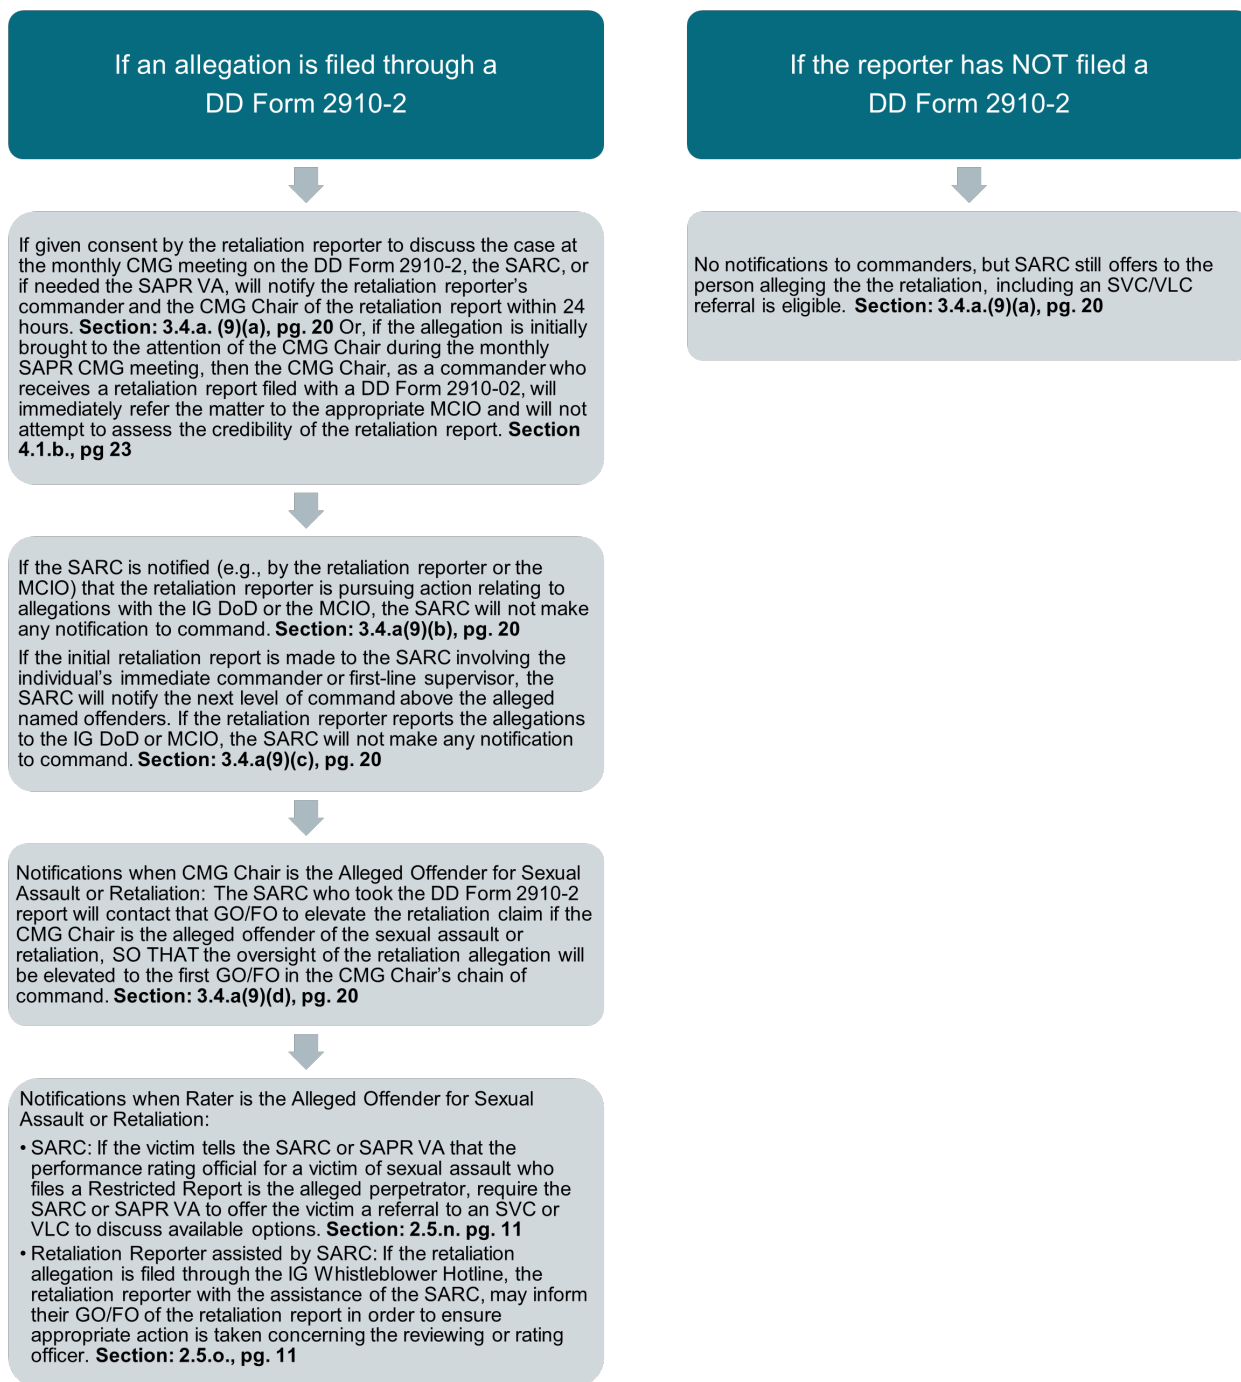 If an allegation is filed through a
DD Form 2910-2
If given consent by the retaliation reporter to discuss the case at
the monthly CMG meeting on the DD Form 2910-2, the SARC, or
if needed the SAPR VA, will notify the retaliation reporter's
commander and the CMG Chair of the retaliation report within 24
hours. Section: 3.4.a. (9)(a), pg. 20 Or, if the allegation is initially
brought to the attention of the CMG Chair during the monthly
SAPR CMG meeting, then the CMG Chair, as a commander who
receives a retaliation report filed with a DD Form 2910-02, will
immediately refer the matter to the appropriate MCIO and will not
attempt to assess the credibility of the retaliation report. Section
4.1.b., pg 23
If the SARC is notified (e.g., by the retaliation reporter or the
MCIO) that the retaliation reporter is pursuing action relating to
allegations with the IG DoD or the MCIO, the SARC will not make
any notification to command. Section: 3.4.a(9)(b), pg. 20
If the initial retaliation report is made to the SARC involving the
individual's immediate commander or first-line supervisor, the
SARC will notify the next level of command above the alleged
named offenders. If the retaliation reporter reports the allegations
to the IG DoD or MCIO, the SARC will not make any notification
to command. Section: 3.4.a(9)(c), pg. 20
Notifications when CMG Chair is the Alleged Offender for Sexual
Assault or Retaliation: The SARC who took the DD Form 2910-2
report will contact that GO/FO to elevate the retaliation claim if the
CMG Chair is the alleged offender of the sexual assault or
retaliation, SO THAT the oversight of the retaliation allegation will
be elevated to the first GO/FO in the CMG Chair's chain of
command. Section: 3.4.a(9)(d), pg. 20
Notifications when Rater is the Alleged Offender for Sexual
Assault or Retaliation:
• SARC: If the victim tells the SARC or SAPR VA that the
performance rating official for a victim of sexual assault who
files a Restricted Report is the alleged perpetrator, require the
SARC or SAPR VA to offer the victim a referral to an SVC or
VLC to discuss available options. Section: 2.5.n. pg. 11
• Retaliation Reporter assisted by SARC: If the retaliation
allegation is filed through the IG Whistleblower Hotline, the
retaliation reporter with the assistance of the SARC, may inform
their GO/FO of the retaliation report in order to ensure
appropriate action is taken concerning the reviewing or rating
officer. Section: 2.5.o., pg. 11
If the reporter has NOT filed a
DD Form 2910-2
No notifications to commanders, but SARC still offers to the
person alleging the the retaliation, including an SVC/VLC
referral is eligible. Section: 3.4.a.(9)(a), pg. 20